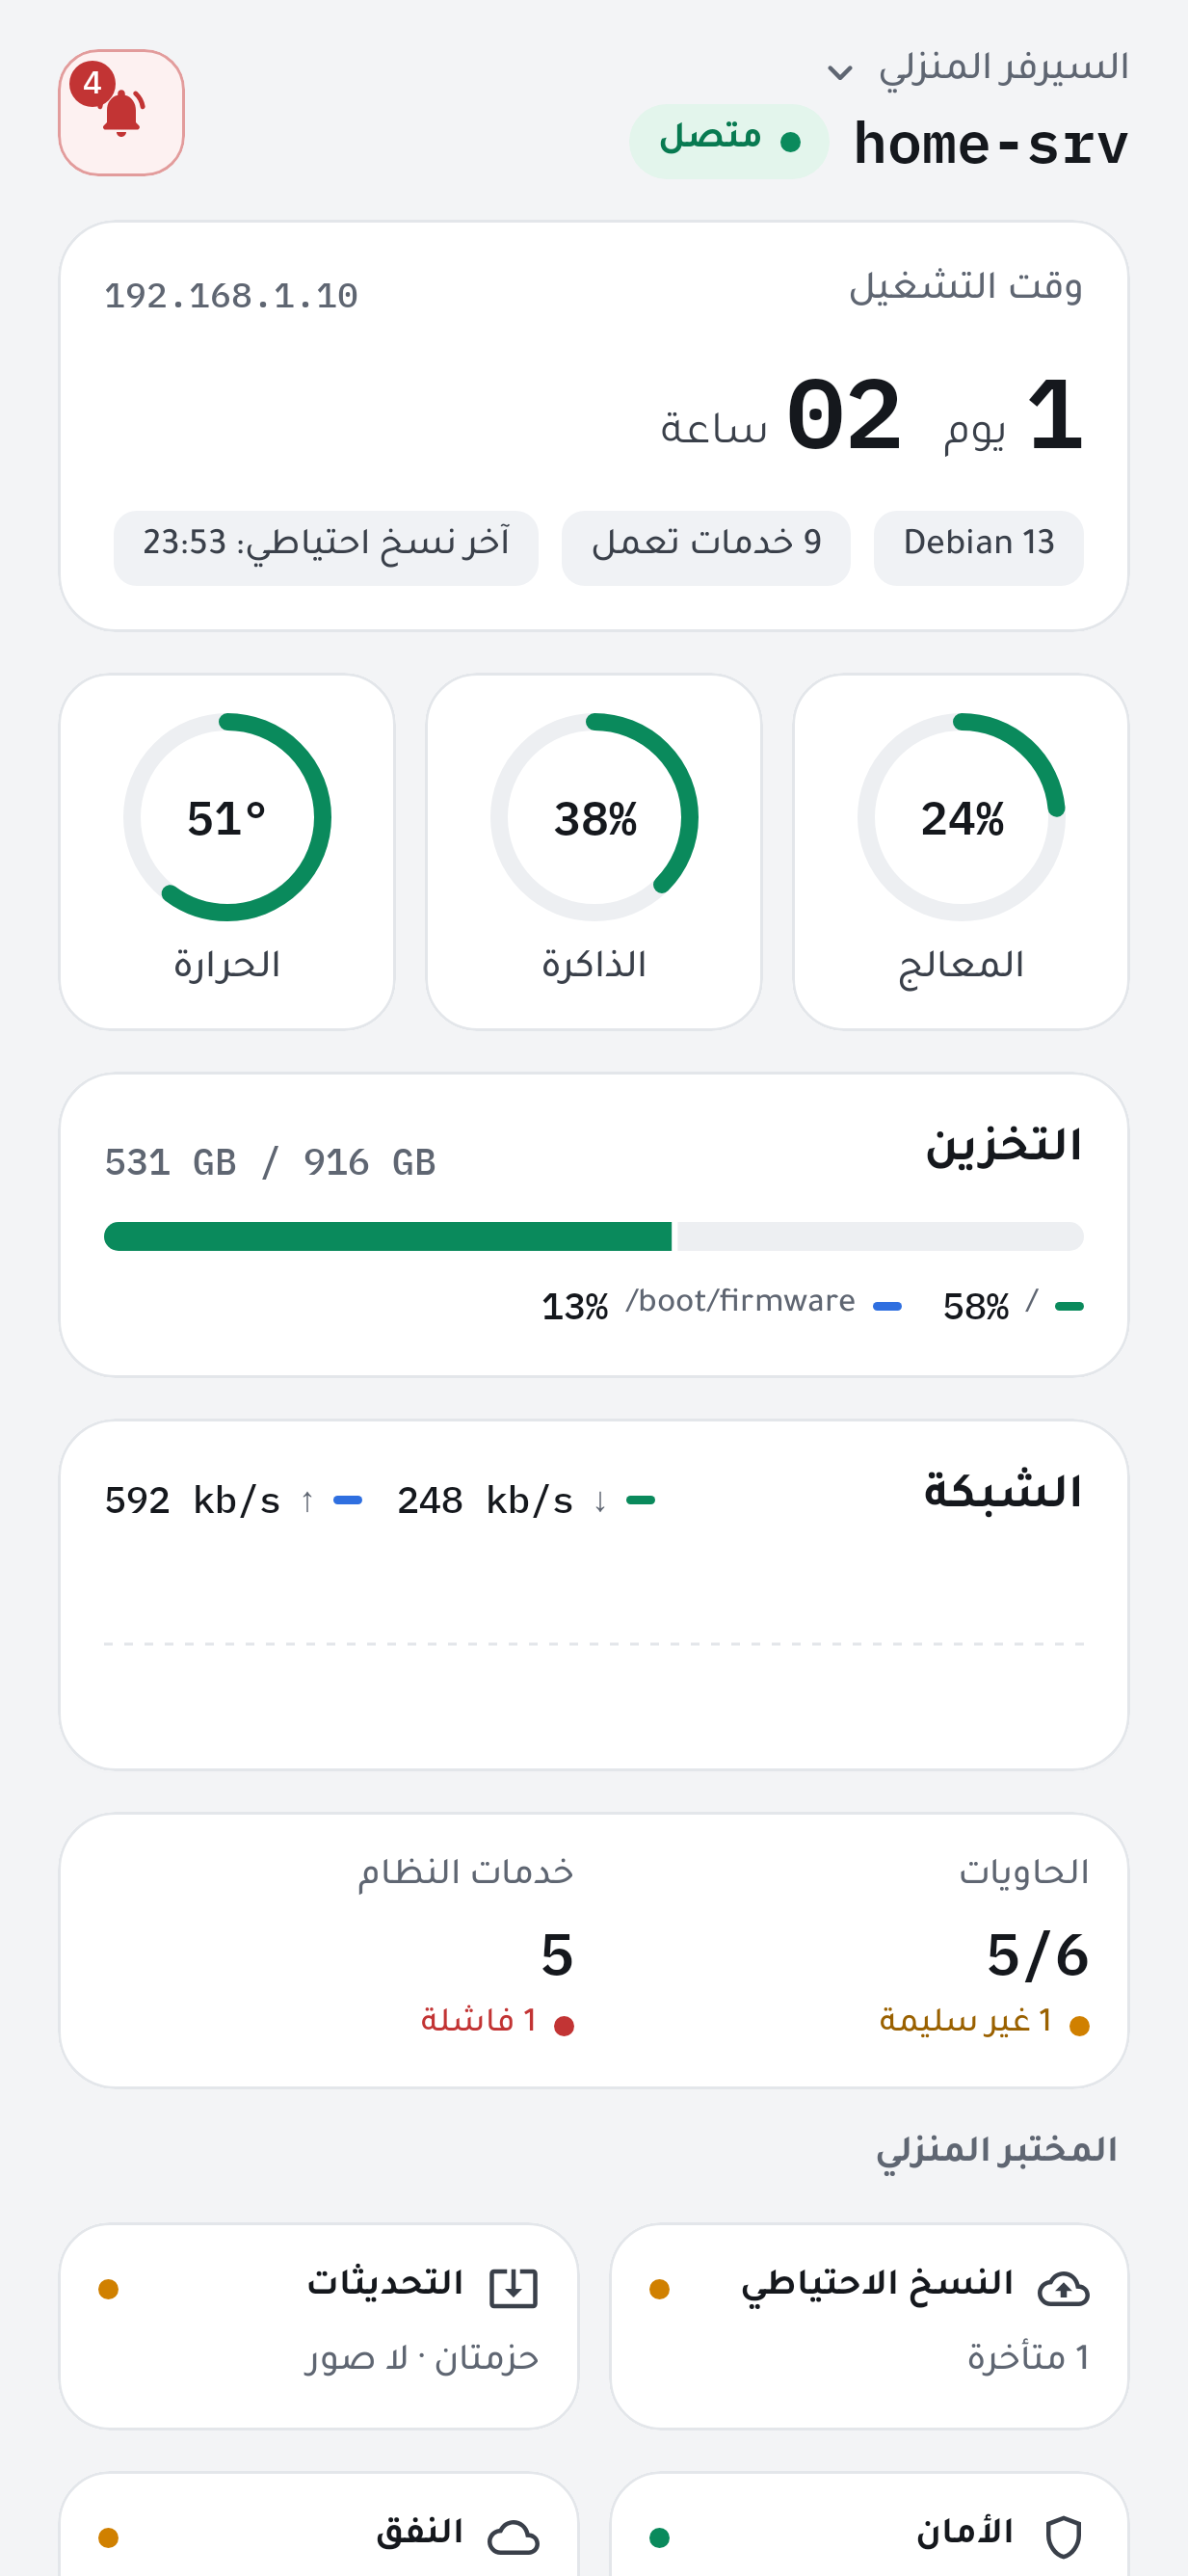 السيرفر المنزلي
home-srv
متصل
4
وقت التشغيل
192.168.1.10
1 يوم 02 ساعة
Debian 13
9 خدمات تعمل
آخر نسخ احتياطي: 23:53
24%
المعالج
38%
الذاكرة
51°
الحرارة
التخزين
531 GB / 916 GB
/ 58%
/boot/firmware 13%
الشبكة
↓ 248 kb/s
↑ 592 kb/s
الحاويات
5/6
1 غير سليمة
خدمات النظام
5
1 فاشلة
المختبر المنزلي
النسخ الاحتياطي
1 متأخرة
التحديثات
حزمتان · لا صور
الأمان
النفق